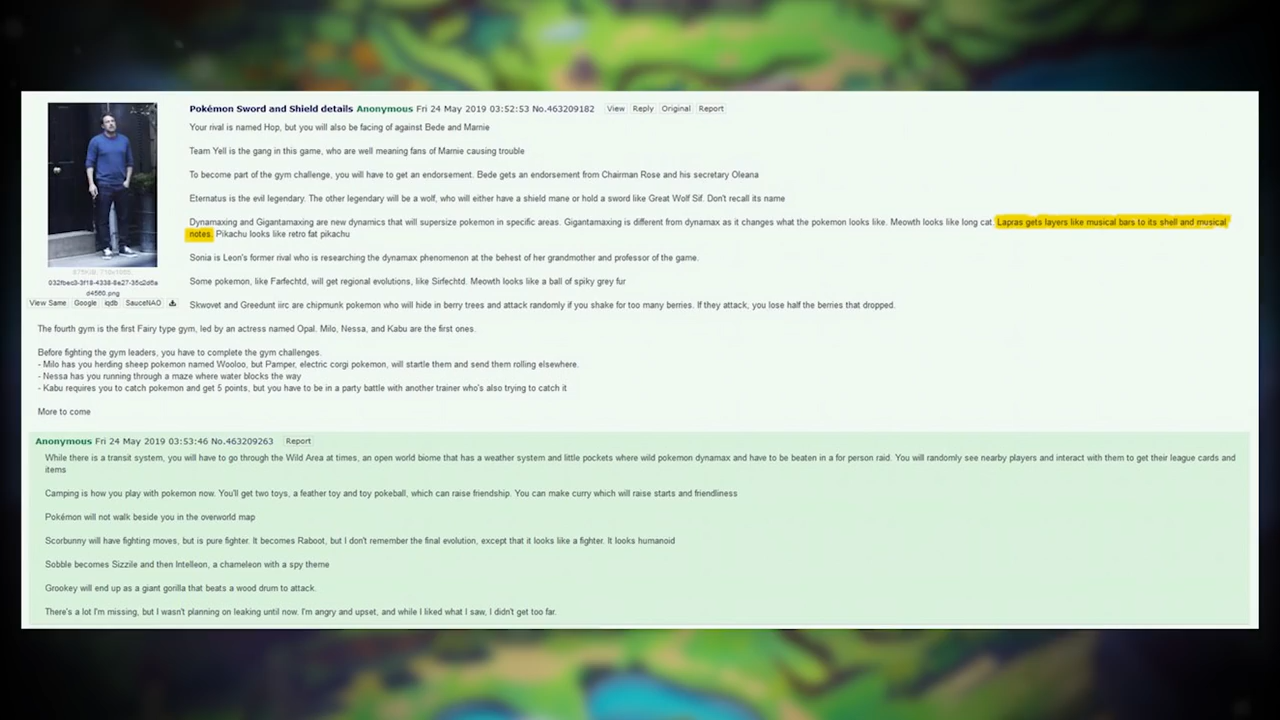 Pokémon Sword and Shield details Anonymous Fri 24 May 2019 03:52:53 No.463209182 View Reply Original Report
Your rival is named Hop, but you will also be facing of against Bede and Marnie
Team Yell is the gang in this game, who are well meaning fans of Marnie causing trouble
To become part of the gym challenge, you will have to get an endorsement. Bede gets an endorsement from Chairman Rose and his secretary Oleana
Eternatus is the evil legendary. The other legendary will be a wolf, who will either have a shield mane or hold a sword like Great Wolf Sif. Don't recall its name
Dynamaxing and Gigantamaxing are new dynamics that will supersize pokemon in specific areas. Gigantamaxing is different from dynamax as it changes what the pokemon looks like. Meowth looks like long cat. Lapras gets layers like musical bars to its shell and musical
notes. Pikachu looks like retro fat pikachu
Sonia is Leon's former rival who is researching the dynamax phenomenon at the behest of her grandmother and professor of the game.
Some pokemon, like Farfectd, will get regional evolutions, like Sirfectd. Meowth looks like a ball of spiky grey fur
Skwovet and Greedunt iirc are chipmunk pokemon who will hide in berry trees and attack randomly if you shake for too many berries. If they attack, you lose half the berries that dropped.
d4560.png
View Same Google iqdb SauceNAO
The fourth gym is the first Fairy type gym, led by an actress named Opal. Milo, Nessa, and Kabu are the first ones.
Before fighting the gym leaders, you have to complete the gym challenges.
- Milo has you herding sheep pokemon named Wooloo, but Pamper, electric corgi pokemon, will startle them and send them rolling elsewhere.
- Nessa has you running through a maze where water blocks the way
- Kabu requires you to catch pokemon and get 5 points, but you have to be in a party battle with another trainer who's also trying to catch it
More to come
Anonymous Fri 24 May 2019 03:53:46 No.463209263 Report
While there is a transit system, you will have to go through the Wild Area at times, an open world biome that has a weather system and little pockets where wild pokemon dynamax and have to be beaten in a for person raid. You will randomly see nearby players and interact with them to get their league cards and
items
Camping is how you play with pokemon now. You'll get two toys, a feather toy and toy pokeball, which can raise friendship. You can make curry which will raise starts and friendliness
Pokémon will not walk beside you in the overworld map
Scorbunny will have fighting moves, but is pure fighter. It becomes Raboot, but I don't remember the final evolution, except that it looks like a fighter. It looks humanoid
Sobble becomes Sizzile and then Intelleon, a chameleon with a spy theme
Grookey will end up as a giant gorilla that beats a wood drum to attack.
There's a lot I'm missing, but I wasn't planning on leaking until now. I'm angry and upset, and while I liked what I saw, I didn't get too far.